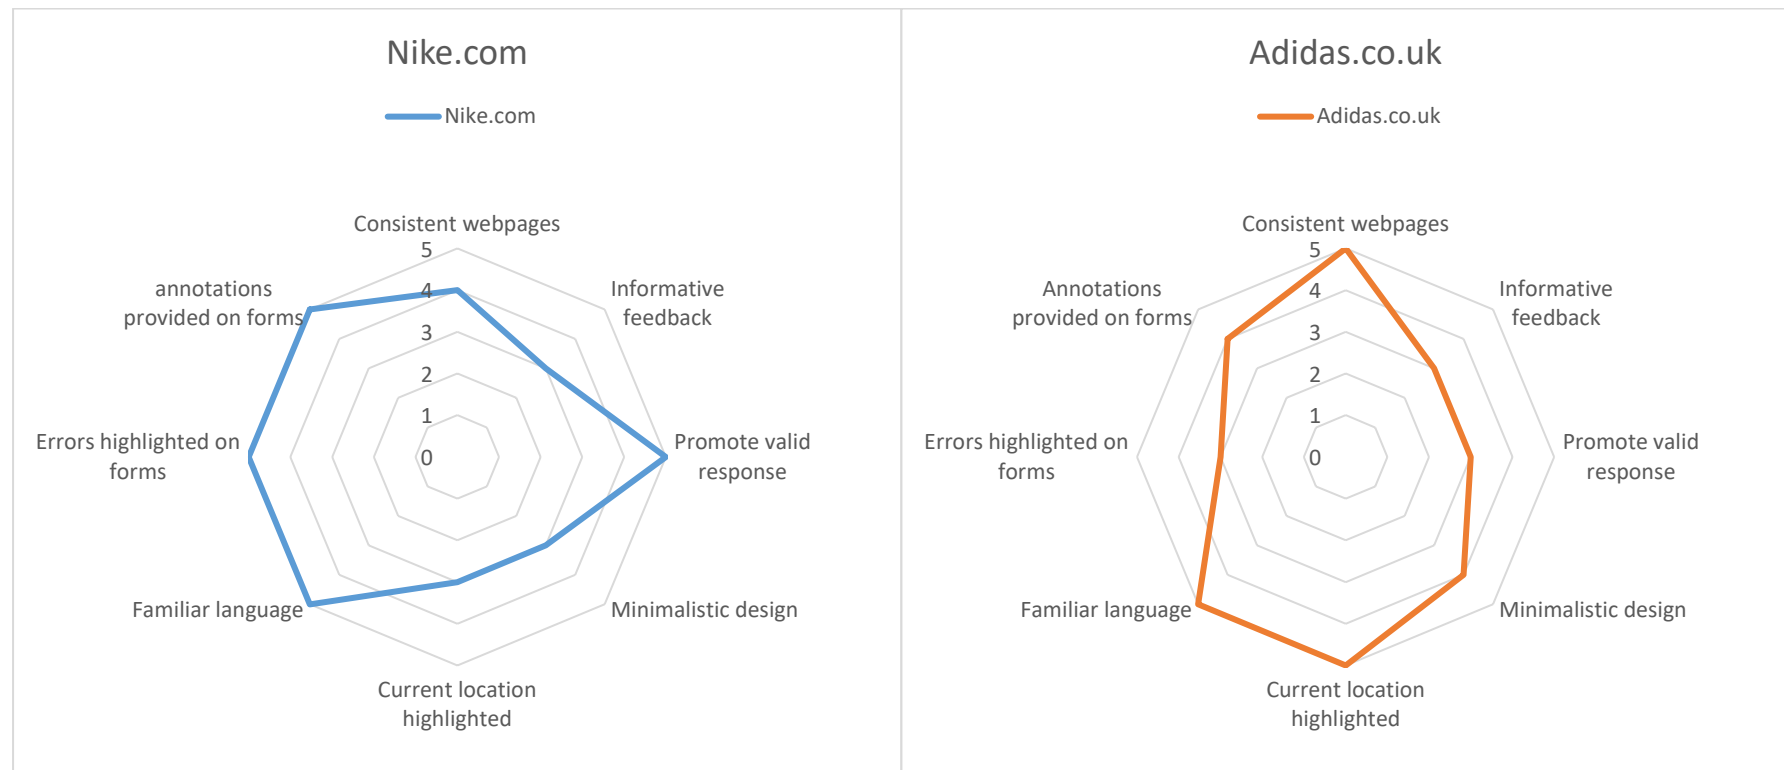 Nike.com
Nike.com
Consistent webpages
5
4
3
2
1
0
Informative
feedback
Promote valid
response
Minimalistic design
Current location
highlighted
Familiar language
Errors highlighted on
forms
annotations
provided on forms
Adidas.co.uk
Adidas.co.uk
Consistent webpages
5
4
3
2
1
0
Informative
feedback
Promote valid
response
Minimalistic design
Current location
highlighted
Familiar language
Errors highlighted on
forms
Annotations
provided on forms